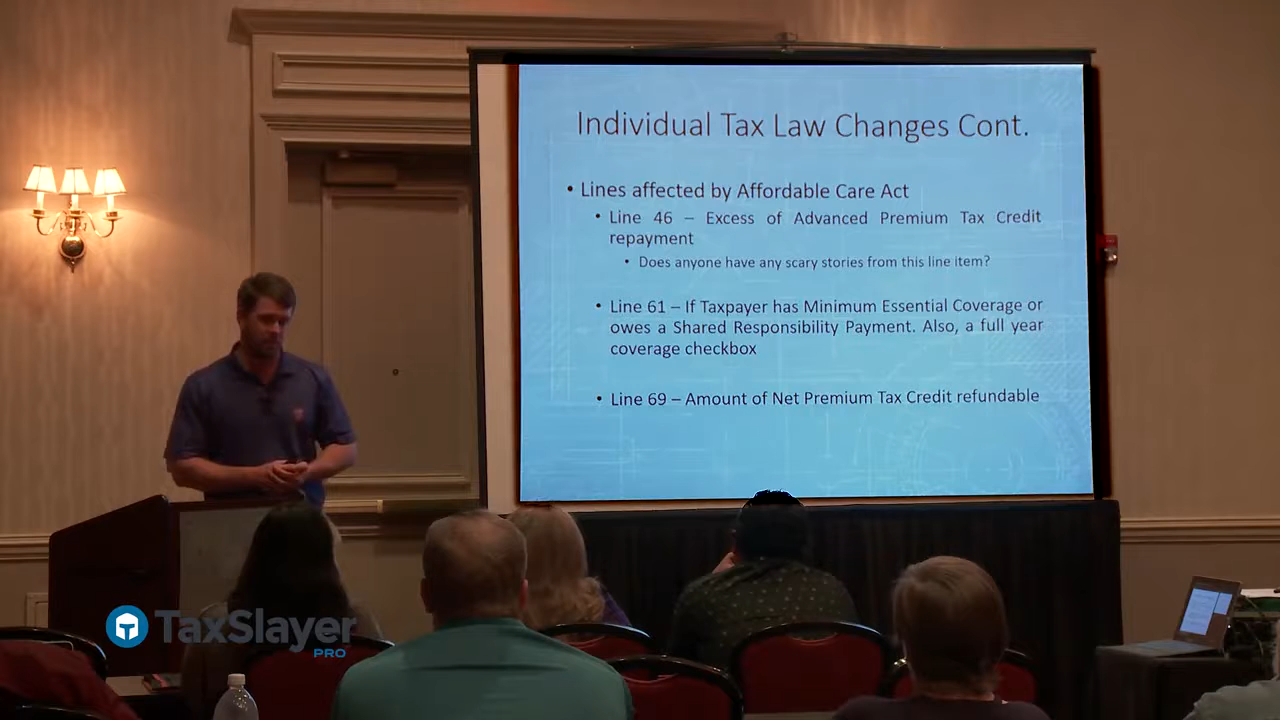 Individual Tax Law Changes Cont.
• Lines affected by Affordable Care Act
• Line 46 – Excess of Advanced Premium Tax Credit
repayment
• Does anyone have any scary stories from this line item?
• Line 61 – If Taxpayer has Minimum Essential Coverage or
owes a Shared Responsibility Payment. Also, a full year
coverage checkbox
• Line 69 – Amount of Net Premium Tax Credit refundable
TaxSlayer
PRO